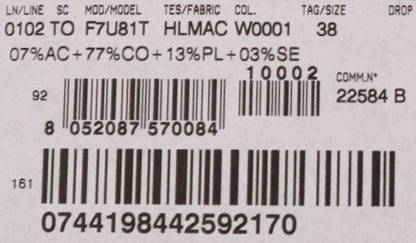 LN/LINE SC MOD/MODEL TES/FABRIC COL. TAG/SIZE DROP
0102 TO F7U81T HLMAC W0001 38
07%AC+77%CO+13%PL+03%SE
10002 COMM.N°
92 22584 B
8 052087 570084
161
0744198442592170